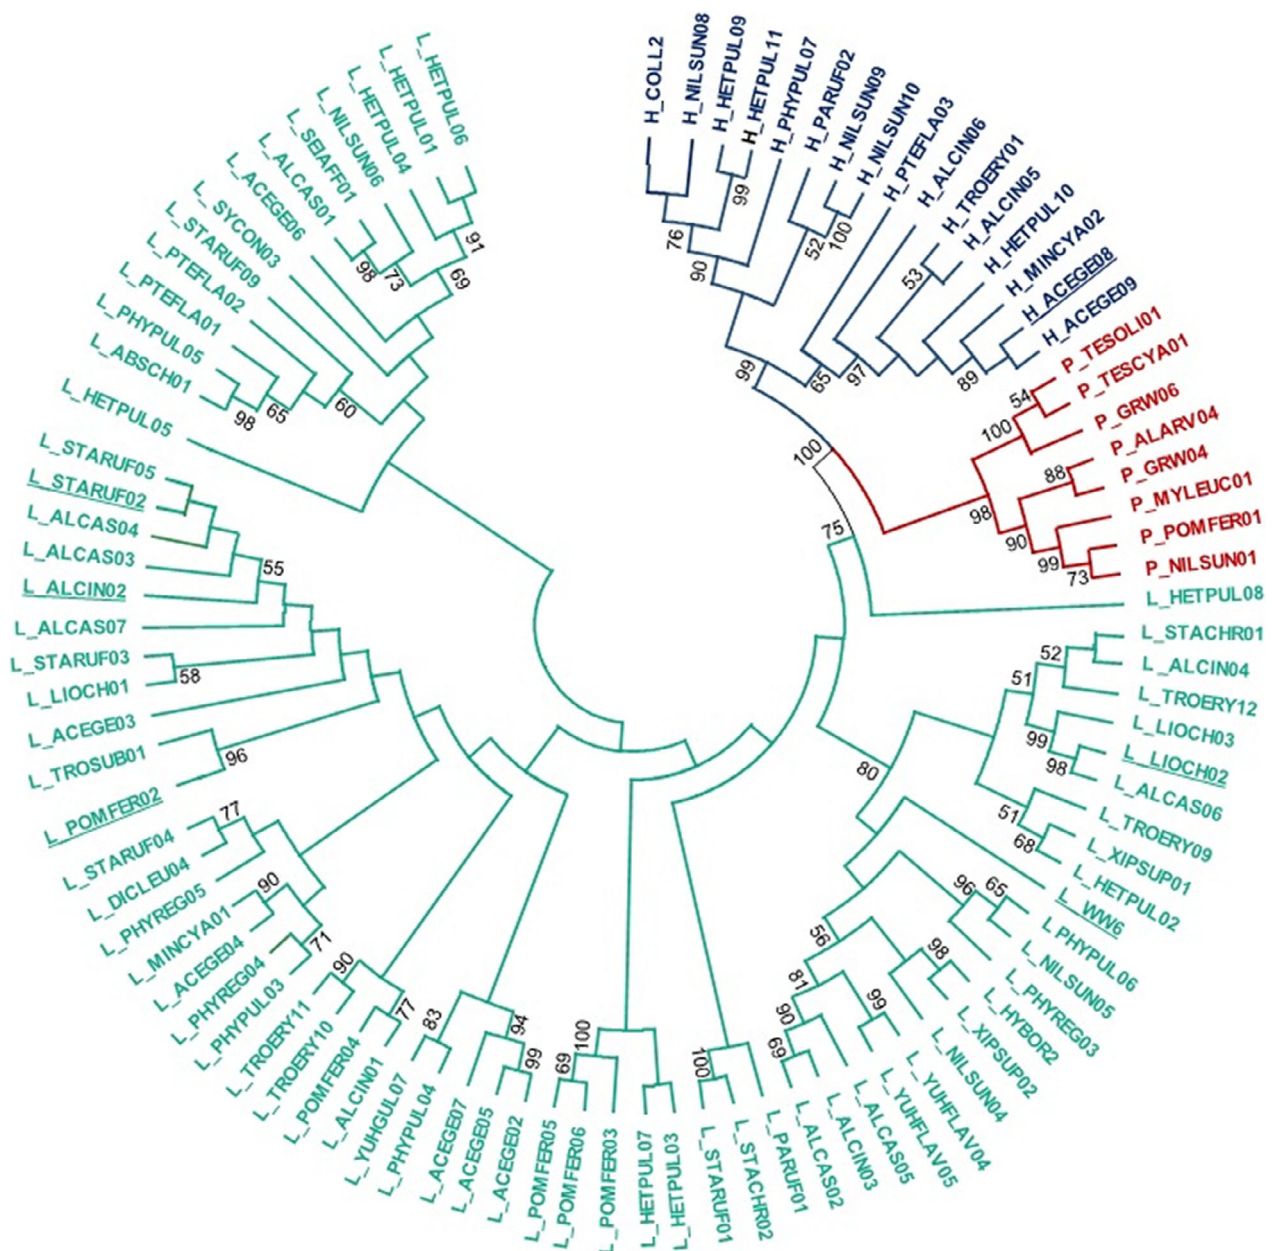 H_COLL2
H_NILSUN08
H_HETPUL09
H_HETPUL11
H_PHYPUL07
H_PARUF02
H_NILSUN09
H_NILSUN10
H_PTEFLA03
H_ALCIN06
H_TROERY01
H_ALCIN05
H_HETPUL10
H_MINCYA02
H_ACEGE08
H_ACEGE09
P_TESOLI01
P_TESCYA01
P_GRW06
P_ALARV04
P_GRW04
P_MYLEUC01
P_POMFER01
P_NILSUN01
L_HETPUL08
L_STACHR01
L_ALCIN04
L_TROERY12
L_LIOCH03
L_LIOCH02
L_ALCAS06
L_TROERY09
L_XIPSUP01
L_HETPUL02
L_WW6
LPHYPUL06
L_NILSUN05
L_PHYREG03
L_HYBOR2
L_XIPSUP02
L_NILSUN04
L_YUHFLAV04
L_YUHFLAV05
L_ALCAS05
L_ALCIN03
L_ALCAS02
L_PARUF01
L_STACHR02
L_STARUF01
L_HETPUL03
L_HETPUL07
L_POMFER03
L_POMFER06
L_POMFER05
L_ACEGE02
L_ACEGE05
L_ACEGE07
L_PHYPUL04
L_YUHGUL07
L_ALCIN01
L_POMFER04
L_TROERY10
L_TROERY11
L_PHYPUL03
L_PHYREG04
L_ACEGE04
L_MINCYA01
L_PHYREG05
L_DICLEU04
L_STARUF04
L_POMFER02
L_TROSUB01
L_ACEGE03
L_LIOCH01
L_STARUF03
L_ALCAS07
L_ALCIN02
L_ALCAS03
L_ALCAS04
L_STARUF02
L_STARUF05
L_HETPUL05
L_ABSCH01
L_PHYPUL05
L_PTEFLA01
L_PTEFLA02
L_STARUF09
L_SYCON03
L_ACEGE06
L_ALCAS01
L_SEIAFF01
L_NILSUN06
L_HETPUL04
L_HETPUL01
L_HETPUL06
99
76
90
52
100
53
65
97
89
99
100
54
100
88
98
90
99
73
75
52
51
99
98
51
68
80
96
65
98
56
81
99
90
69
100
100
69
94
99
83
77
90
71
90
77
96
58
55
98
65
60
98
73
69
91